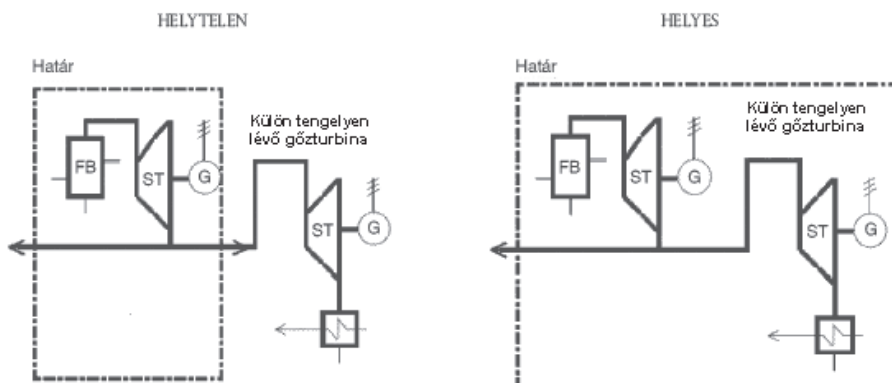 HELYTELEN
Határ
Külön tengelyen
lévő gőzturbina
FB
ST
G
ST
G
HELYES
Határ
Külön tengelyen
lévő gőzturbina
FB
ST
G
ST
G